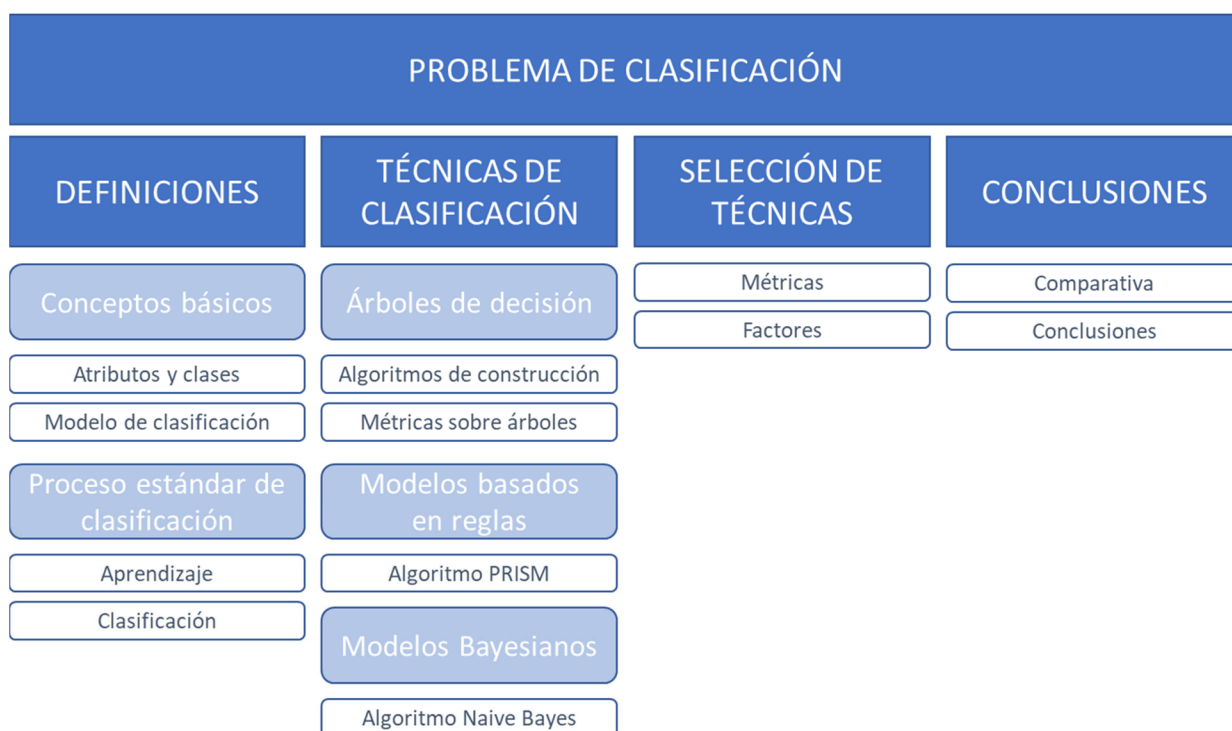 PROBLEMA DE CLASIFICACIÓN
DEFINICIONES
Conceptos básicos
Atributos y clases
Modelo de clasificación
Proceso estándar de
clasificación
Aprendizaje
Clasificación
TÉCNICAS DE
CLASIFICACIÓN
Árboles de decisión
Algoritmos de construcción
Métricas sobre árboles
Modelos basados
en reglas
Algoritmo PRISM
Modelos Bayesianos
Algoritmo Naive Bayes
SELECCIÓN DE
TÉCNICAS
Métricas
Factores
CONCLUSIONES
Comparativa
Conclusiones